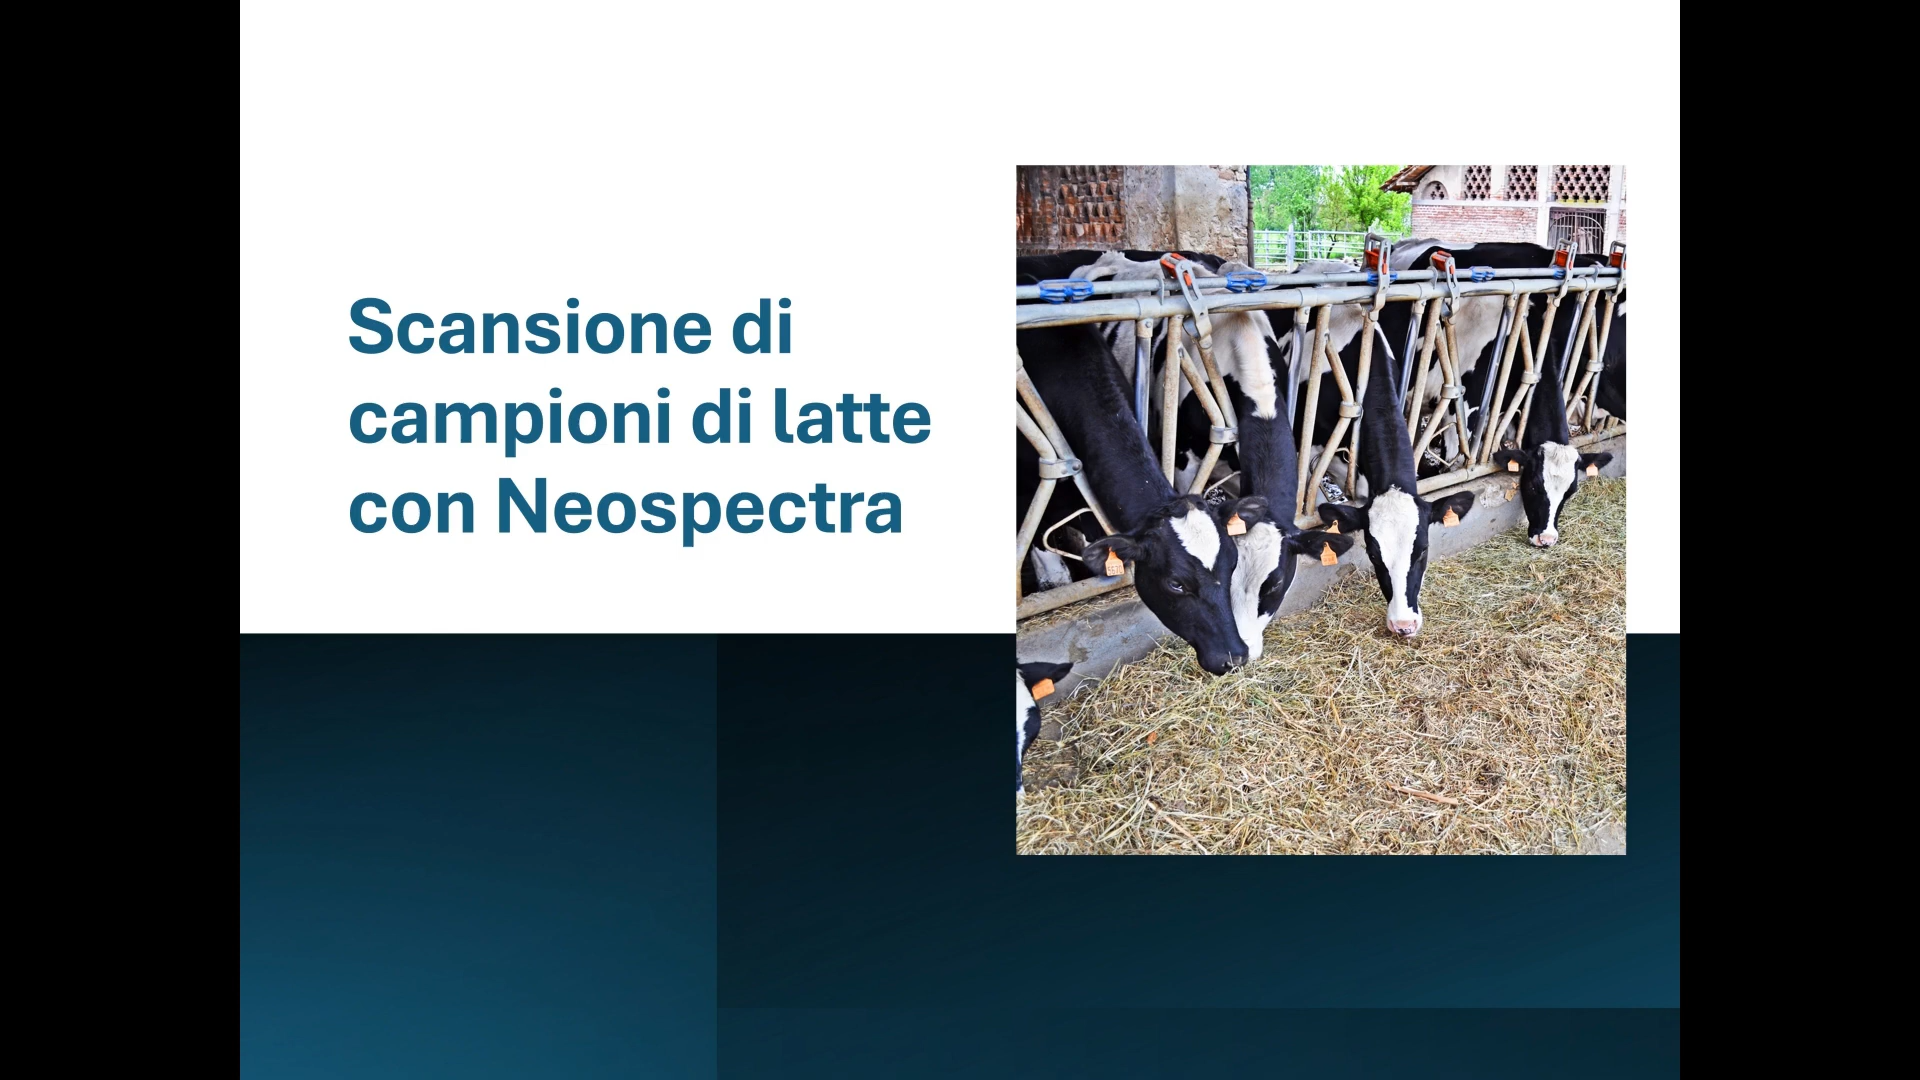 Scansione di
campioni di latte
con Neospectra